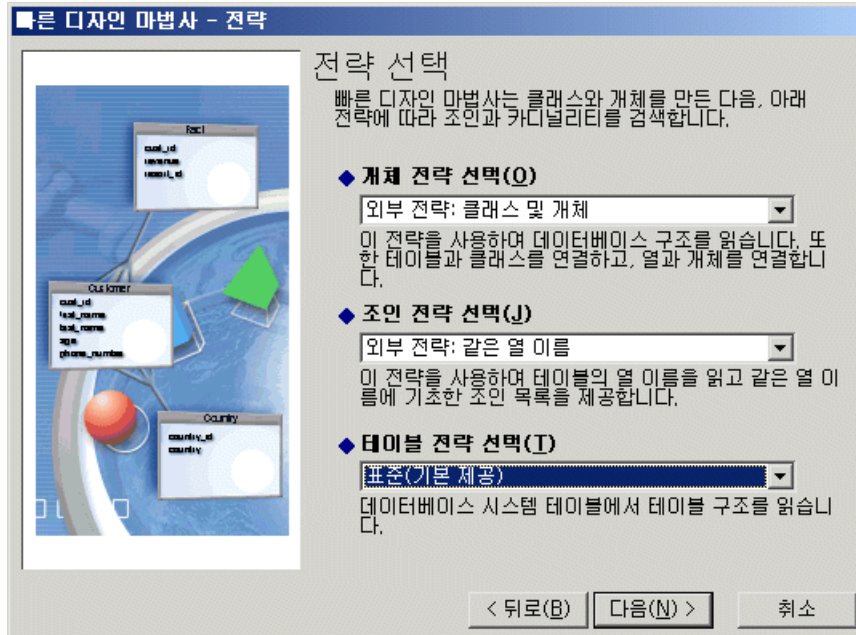 빠른 디자인 마법사 - 전략
전략 선택
빠른 디자인 마법사는 클래스와 개체를 만든 다음, 아래
전략에 따라 조인과 카디널리티를 검색합니다.
개체 전략 선택(O)
외부 전략: 클래스 및 개체
이 전략을 사용하여 데이터베이스 구조를 읽습니다. 또
한 테이블과 클래스를 연결하고, 열과 개체를 연결합니
다.
조인 전략 선택(J)
외부 전략: 같은 열 이름
이 전략을 사용하여 테이블의 열 이름을 읽고 같은 열 이
름에 기초한 조인 목록을 제공합니다.
테이블 전략 선택(T)
표준(기본 제공)
데이터베이스 시스템 테이블에서 테이블 구조를 읽습니
다.
< 뒤로(B)
다음(N) >
취소
cust_id
revenue
Customer
cust_id
last_name
age
phone_number
Country
country_id
country